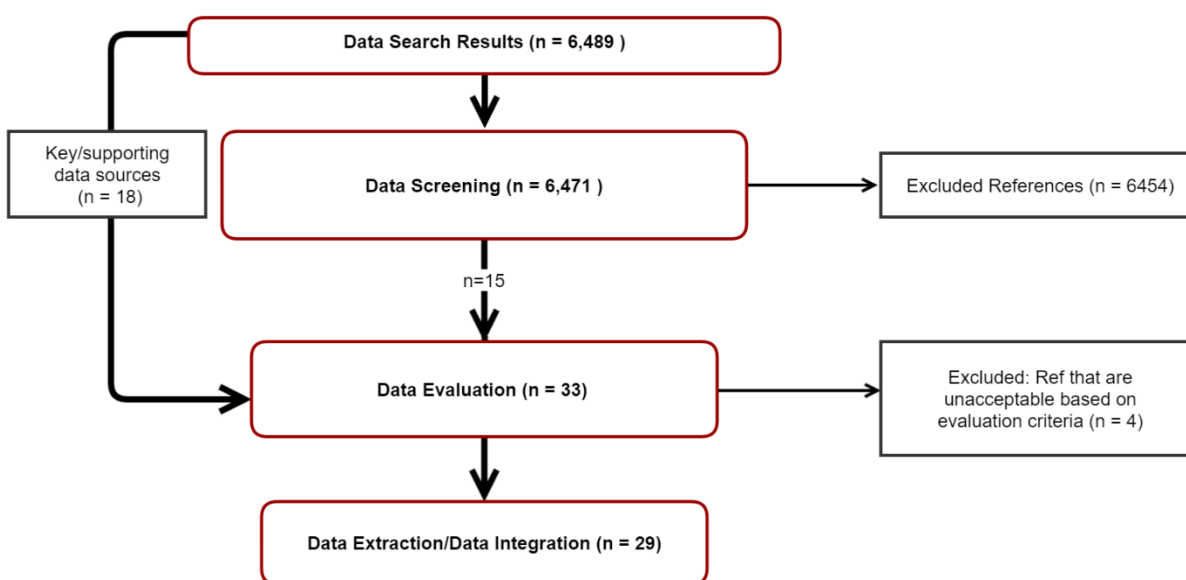 Data Search Results (n = 6,489 )
Key/supporting
data sources
(n = 18)
Data Screening (n = 6,471 )
Excluded References (n = 6454)
n=15
Data Evaluation (n = 33)
Excluded: Ref that are
unacceptable based on
evaluation criteria (n = 4)
Data Extraction/Data Integration (n = 29)